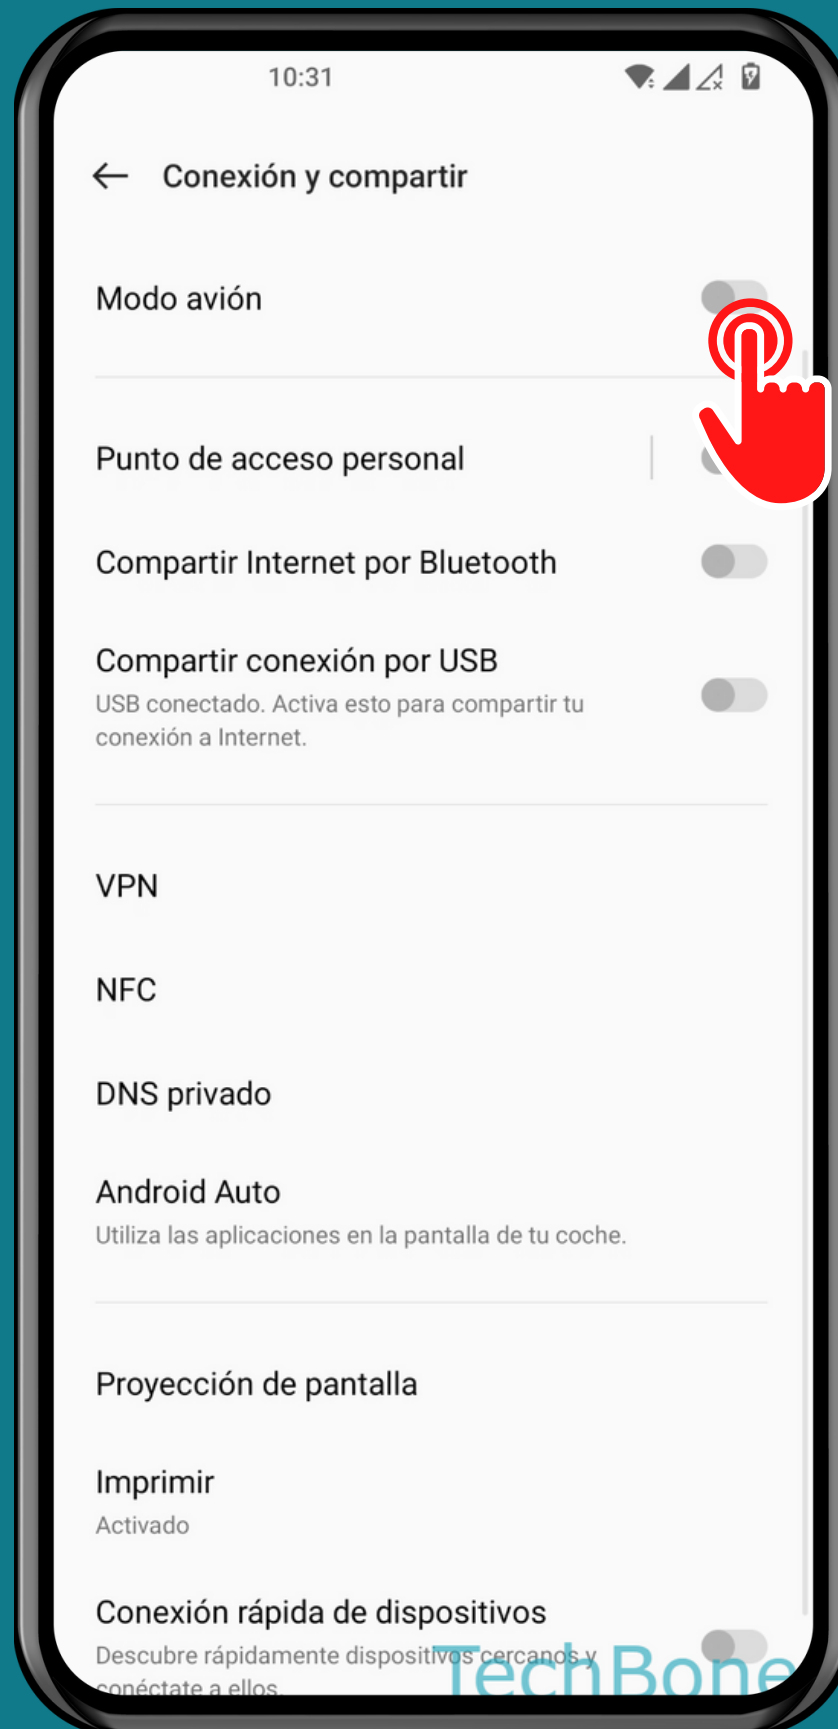 10:31
Conexión y compartir
Modo avión
Punto de acceso personal
Compartir Internet por Bluetooth
Compartir conexión por USB
USB conectado. Activa esto para compartir tu
conexión a Internet.
VPN
NFC
DNS privado
Android Auto
Utiliza las aplicaciones en la pantalla de tu coche.
Proyección de pantalla
Imprimir
Activado
Conexión rápida de dispositivos
Descubre rápidamente dispositivos cercanos y
conéctate a ellos.
TechBone